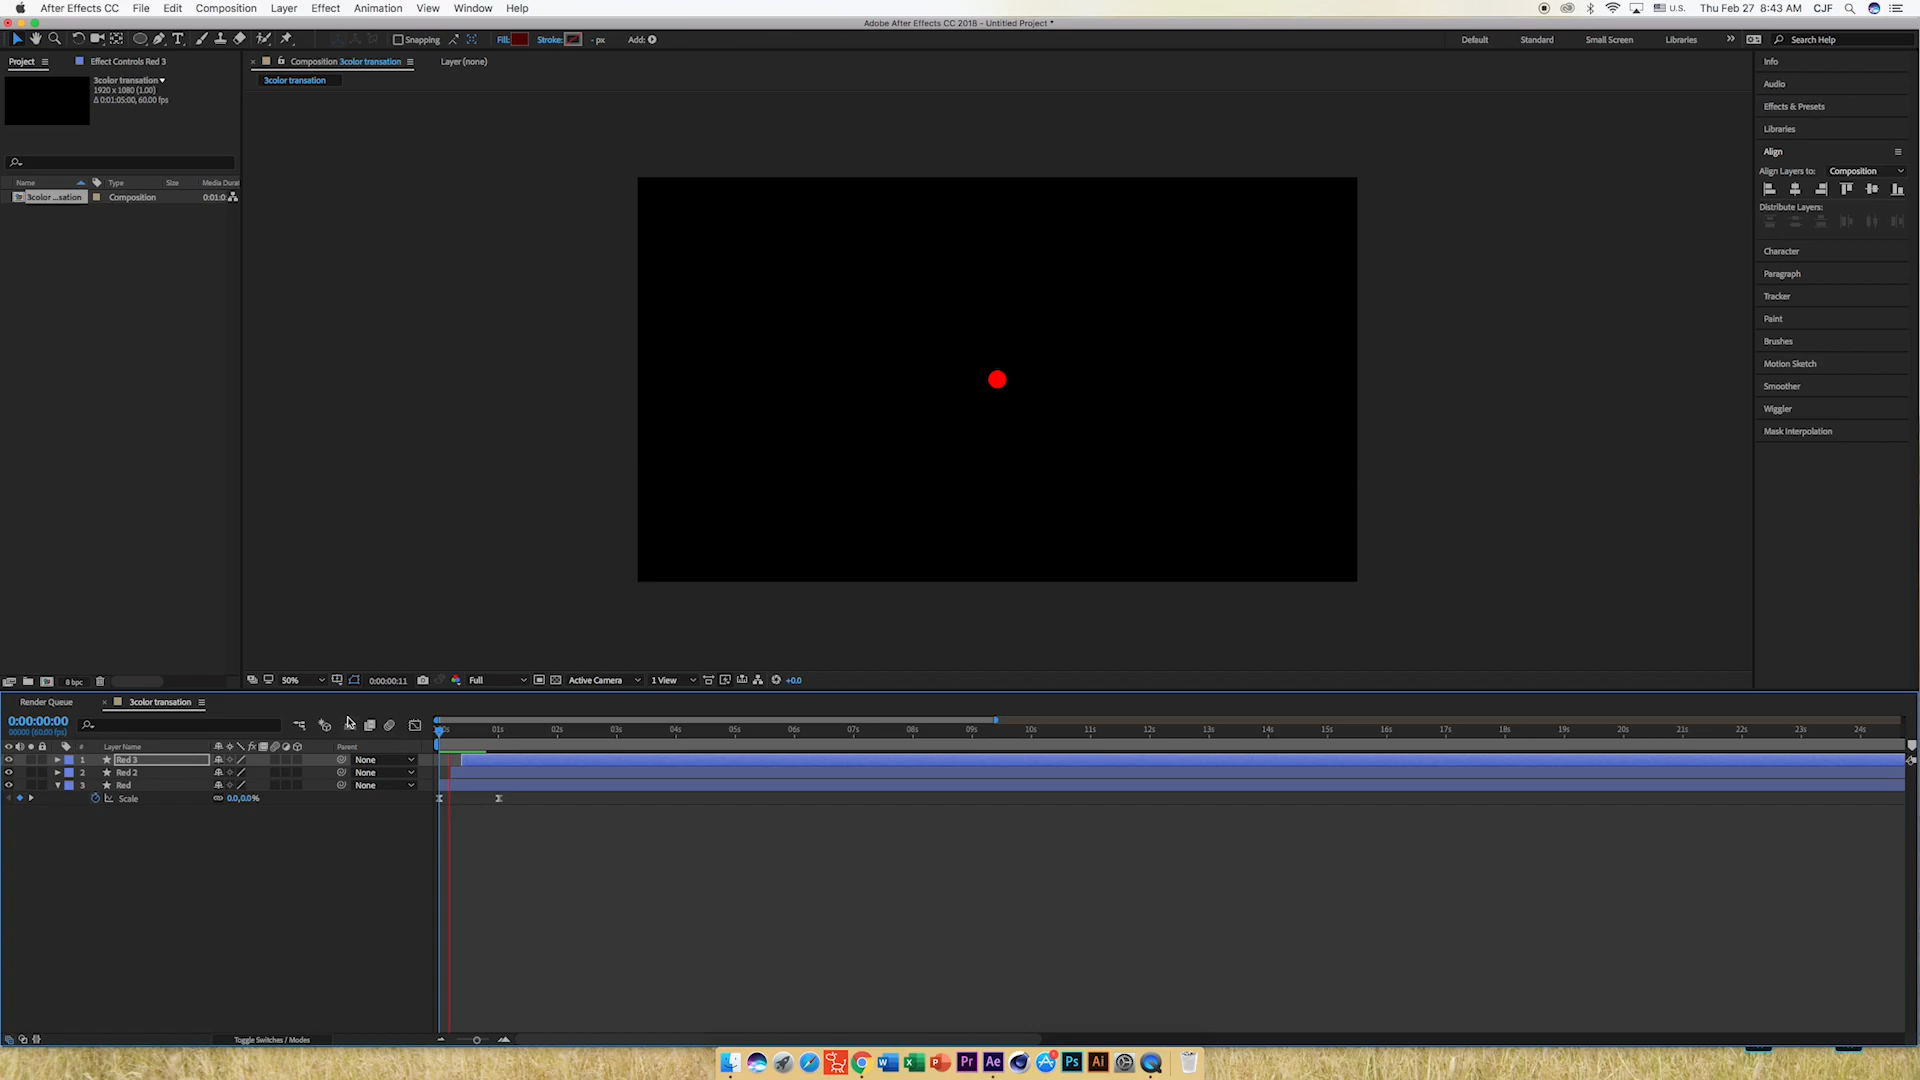 After Effects CC File Edit Composition Layer Effect Animation View Window Help U.S. Thu Feb 27 8:43 AM CJF
Adobe After Effects CC 2018 - Untitled Project *
T Snapping Fill: Stroke: - px Add: Default Standard Small Screen Libraries >> Search Help
Project Effect Controls Red 3 Composition 3color transation Layer (none) Info
3color transation
3color transation▾
1920 x 1080 (1.00)
Δ 0:01:05:00, 60.00 fps
Audio
Effects & Presets
Libraries
Align
Align Layers to: Composition
Distribute Layers:
Name Type Size Media Durat
3color ...sation Composition 0:01:0
Character
Paragraph
Tracker
Paint
Brushes
Motion Sketch
Smoother
Wiggler
Mask Interpolation
8 bpc 50% 0:00:00:11 Full Active Camera 1 View +0.0
Render Queue × 3color transation
0:00:00:00
00000 (60.00 fps)
01s 02s 03s 04s 05s 06s 07s 08s 09s 10s 11s 12s 13s 14s 15s 16s 17s 18s 19s 20s 21s 22s 23s 24s
# Layer Name fx Parent
1 Red 3 None
2 Red 2 None
3 Red None
Scale 0.0,0.0%
Toggle Switches / Modes
W X P Pr Ae Ps Ai